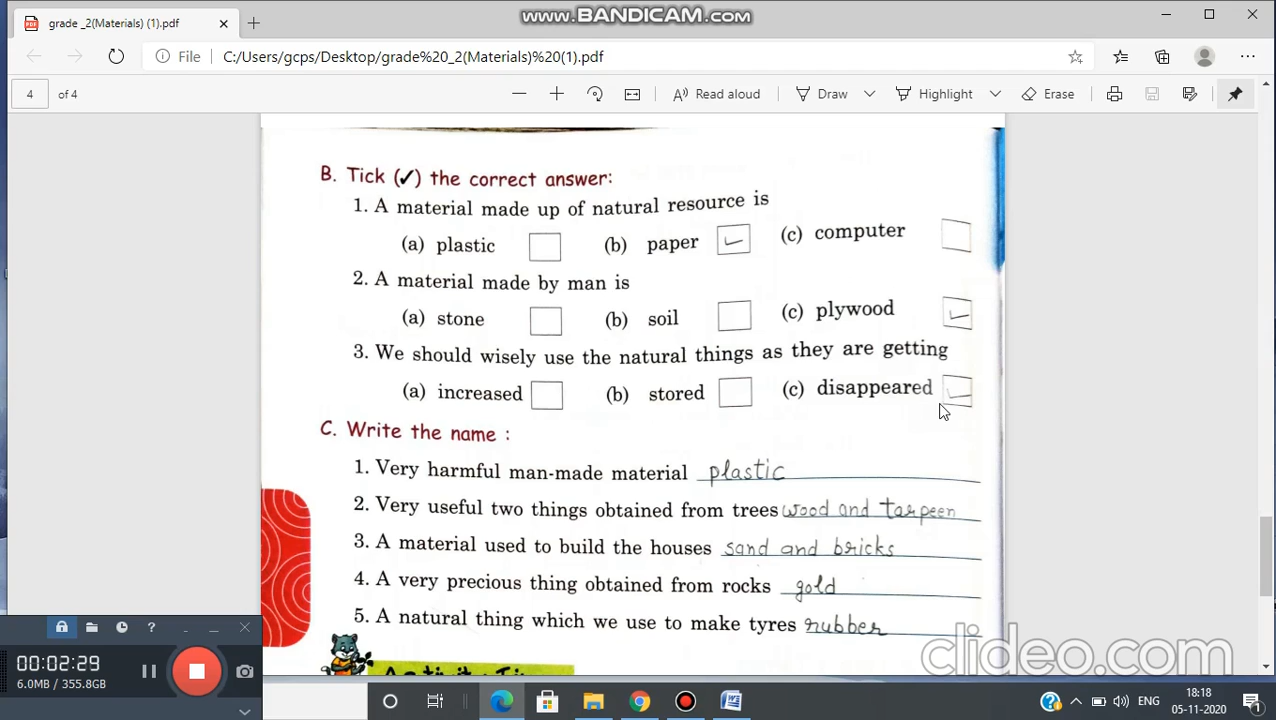 www.BANDICAM.com
grade _2(Materials) (1).pdf
File C:/Users/gcps/Desktop/grade%20_2(Materials)%20(1).pdf
4 of 4 Read aloud Draw Highlight Erase
B. Tick (✓) the correct answer:
1. A material made up of natural resource is
(a) plastic (b) paper ✓ (c) computer
2. A material made by man is
(a) stone (b) soil (c) plywood ✓
3. We should wisely use the natural things as they are getting
(a) increased (b) stored (c) disappeared ✓
C. Write the name :
1. Very harmful man-made material plastic
2. Very useful two things obtained from trees wood and tarpeen
3. A material used to build the houses sand and bricks
4. A very precious thing obtained from rocks gold
5. A natural thing which we use to make tyres rubber
00:02:29
6.0MB / 355.8GB
clideo.com
ENG
18:18
05-11-2020